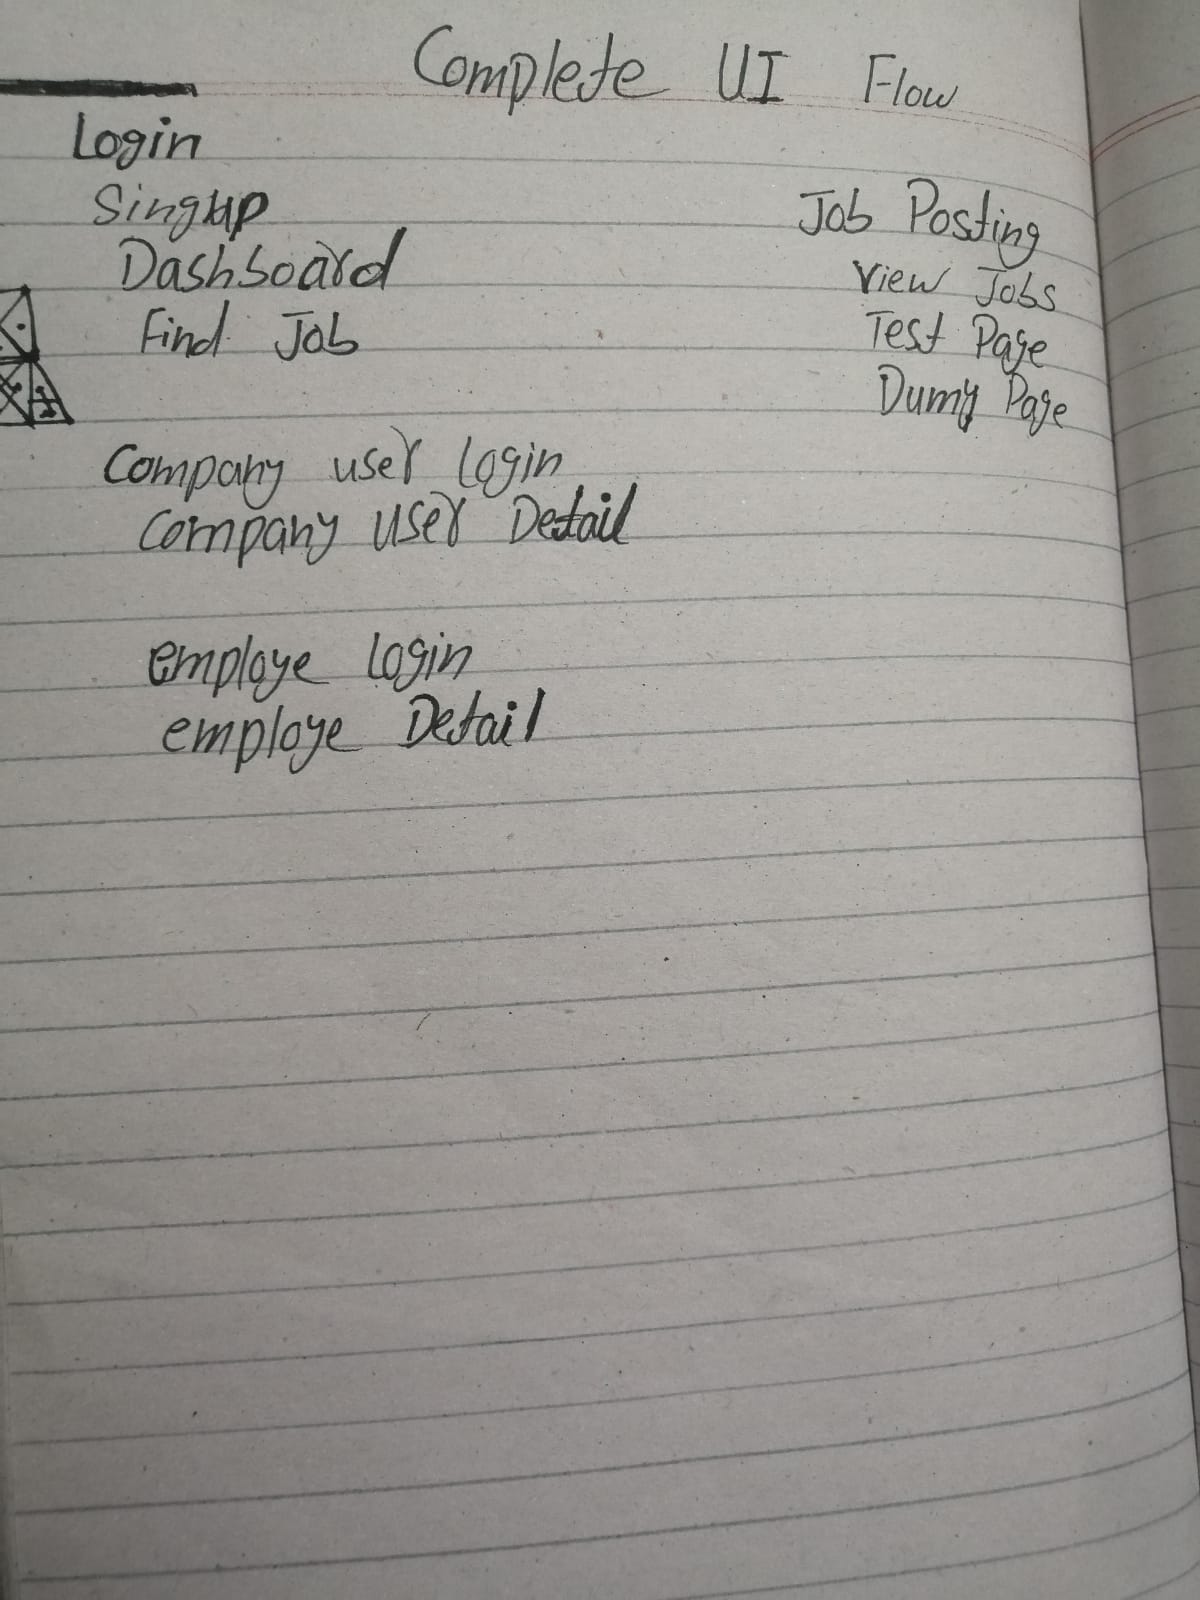 Complete UI Flow
Login
Singup
Dashboard
Find Job
Job Posting
View Jobs
Test Page
Dumy Page
Company user login
Company user Detail
employe login
employe Detail